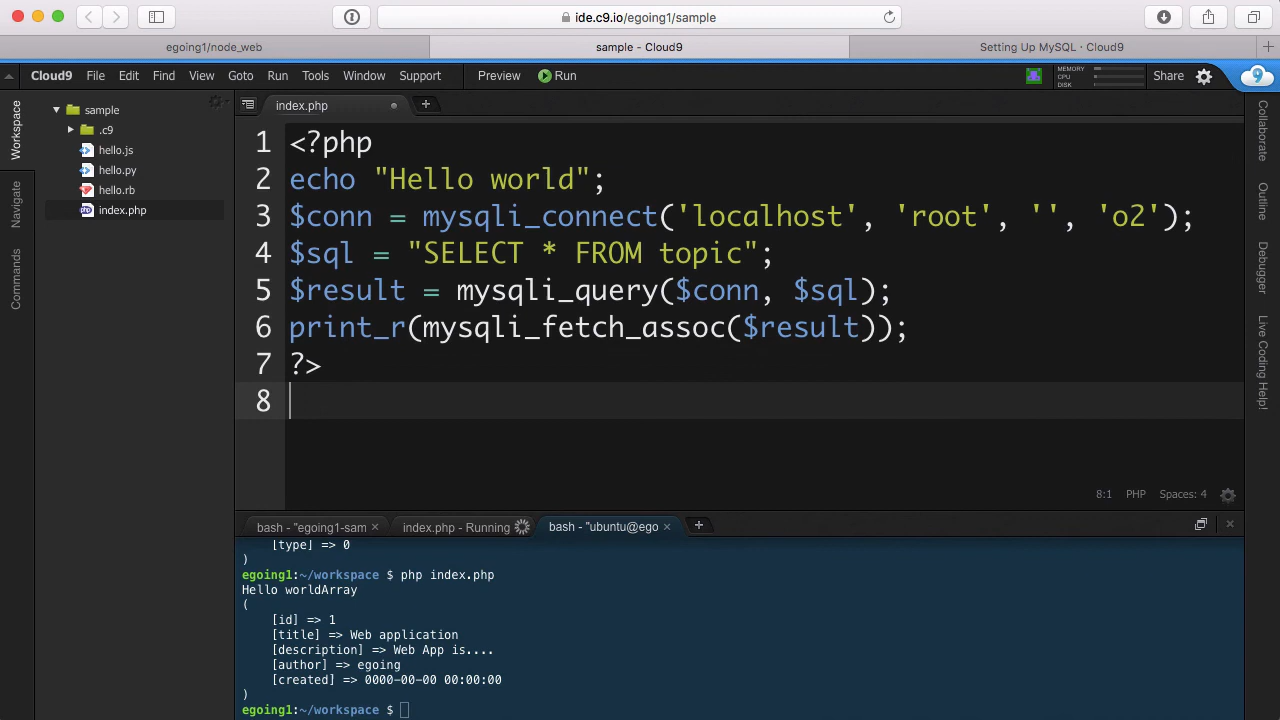 ide.c9.io/egoing1/sample
egoing1/node_web
sample - Cloud9
Setting Up MySQL · Cloud9
Cloud9 File Edit Find View Goto Run Tools Window Support Preview Run
MEMORY
CPU
DISK
Share
Workspace
Navigate
Commands
sample
.c9
hello.js
hello.py
hello.rb
index.php
index.php
1 <?php
2 echo "Hello world";
3 $conn = mysqli_connect('localhost', 'root', '', 'o2');
4 $sql = "SELECT * FROM topic";
5 $result = mysqli_query($conn, $sql);
6 print_r(mysqli_fetch_assoc($result));
7 ?>
8
8:1 PHP Spaces: 4
Collaborate
Outline
Debugger
Live Coding Help!
bash - "egoing1-sam
index.php - Running
bash - "ubuntu@ego
[type] => 0
)
egoing1:~/workspace $ php index.php
Hello worldArray
(
[id] => 1
[title] => Web application
[description] => Web App is....
[author] => egoing
[created] => 0000-00-00 00:00:00
)
egoing1:~/workspace $